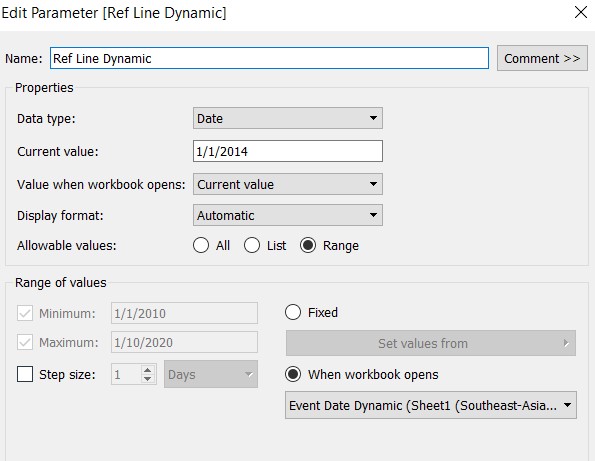 Edit Parameter [Ref Line Dynamic]
Name: Ref Line Dynamic Comment >>
Properties
Data type: Date
Current value: 1/1/2014
Value when workbook opens: Current value
Display format: Automatic
Allowable values: All List Range
Range of values
Minimum: 1/1/2010 Fixed
Maximum: 1/10/2020 Set values from
Step size: 1 Days When workbook opens
Event Date Dynamic (Sheet1 (Southeast-Asia...